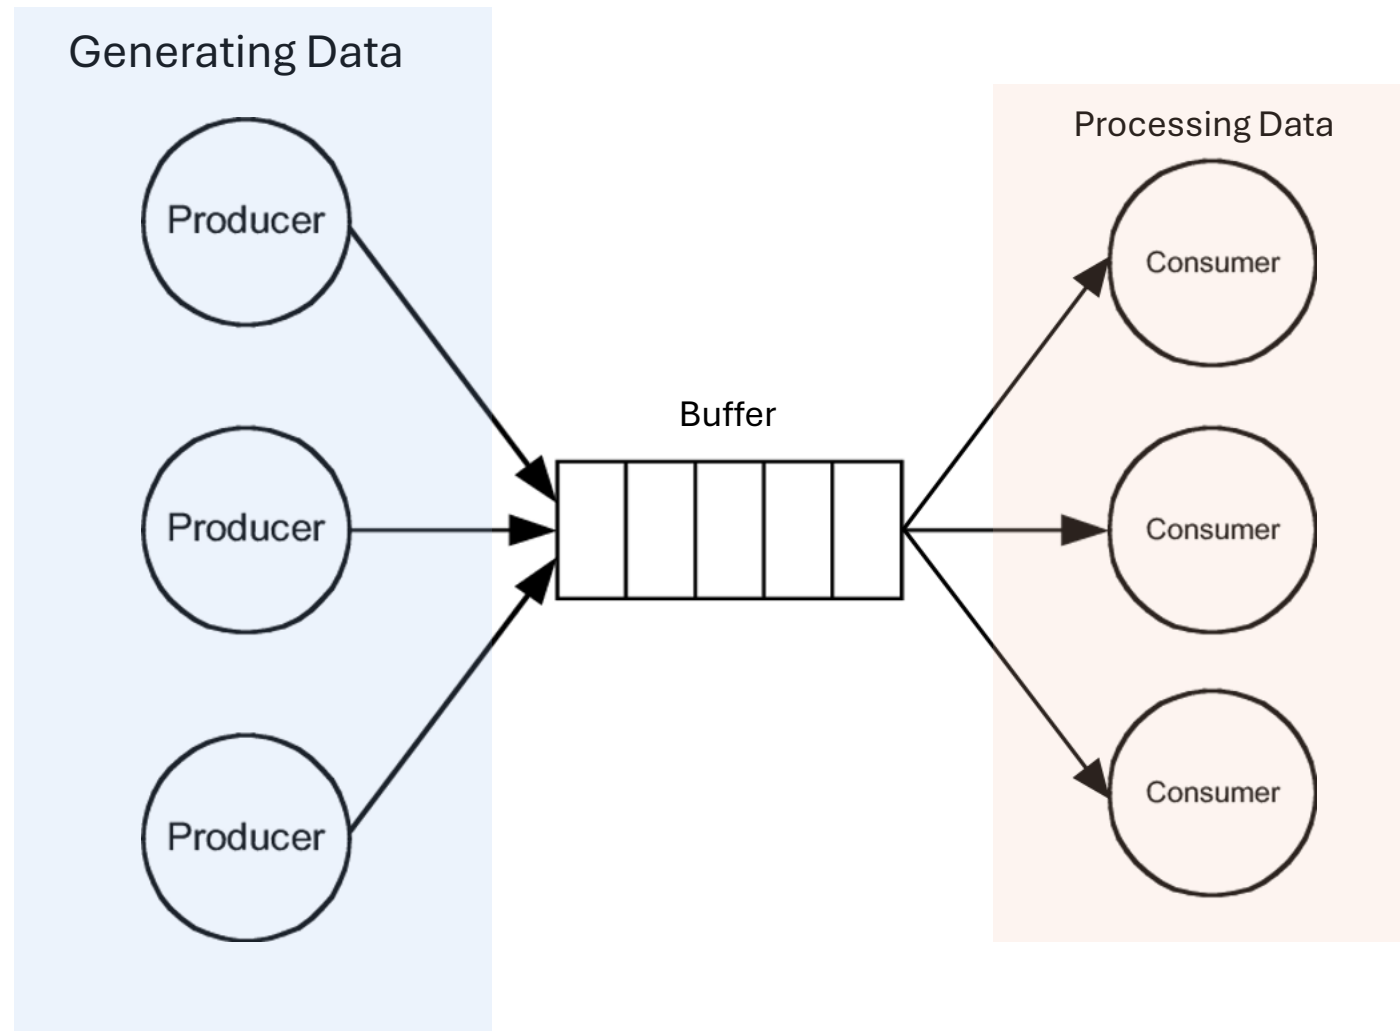 Generating Data
Producer
Producer
Producer
Buffer
Processing Data
Consumer
Consumer
Consumer